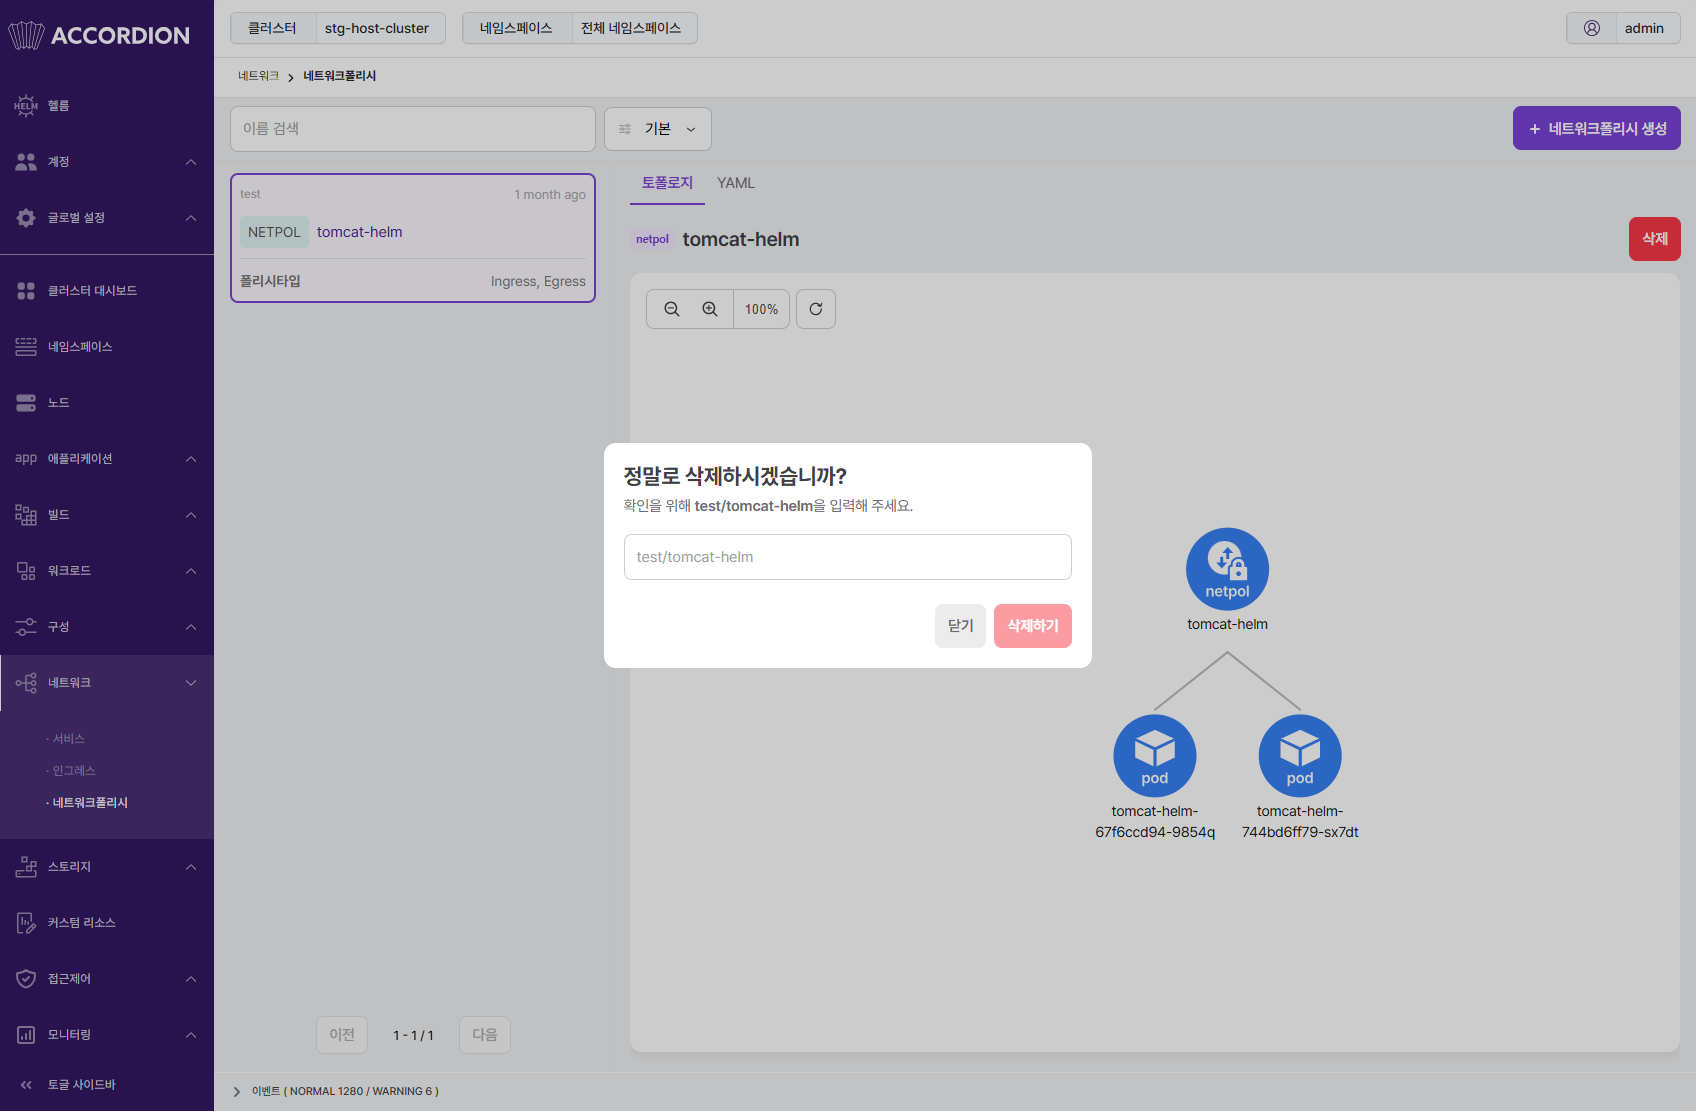 ACCORDION
클러스터 stg-host-cluster 네임스페이스 전체 네임스페이스 admin
네트워크 네트워크폴리시
HELM 헬름
계정
글로벌 설정
클러스터 대시보드
네임스페이스
노드
app 애플리케이션
빌드
워크로드
구성
네트워크
· 서비스
· 인그레스
· 네트워크폴리시
스토리지
커스텀 리소스
접근제어
모니터링
토글 사이드바
이름 검색 기본 + 네트워크폴리시 생성
test 1 month ago
NETPOL tomcat-helm
폴리시타입 Ingress, Egress
이전 1 - 1 / 1 다음
토폴로지 YAML
netpol tomcat-helm 삭제
100%
정말로 삭제하시겠습니까?
확인을 위해 test/tomcat-helm을 입력해 주세요.
test/tomcat-helm
닫기 삭제하기
netpol
tomcat-helm
pod
tomcat-helm-
67f6ccd94-9854q
pod
tomcat-helm-
744bd6ff79-sx7dt
이벤트 ( NORMAL 1280 / WARNING 6 )